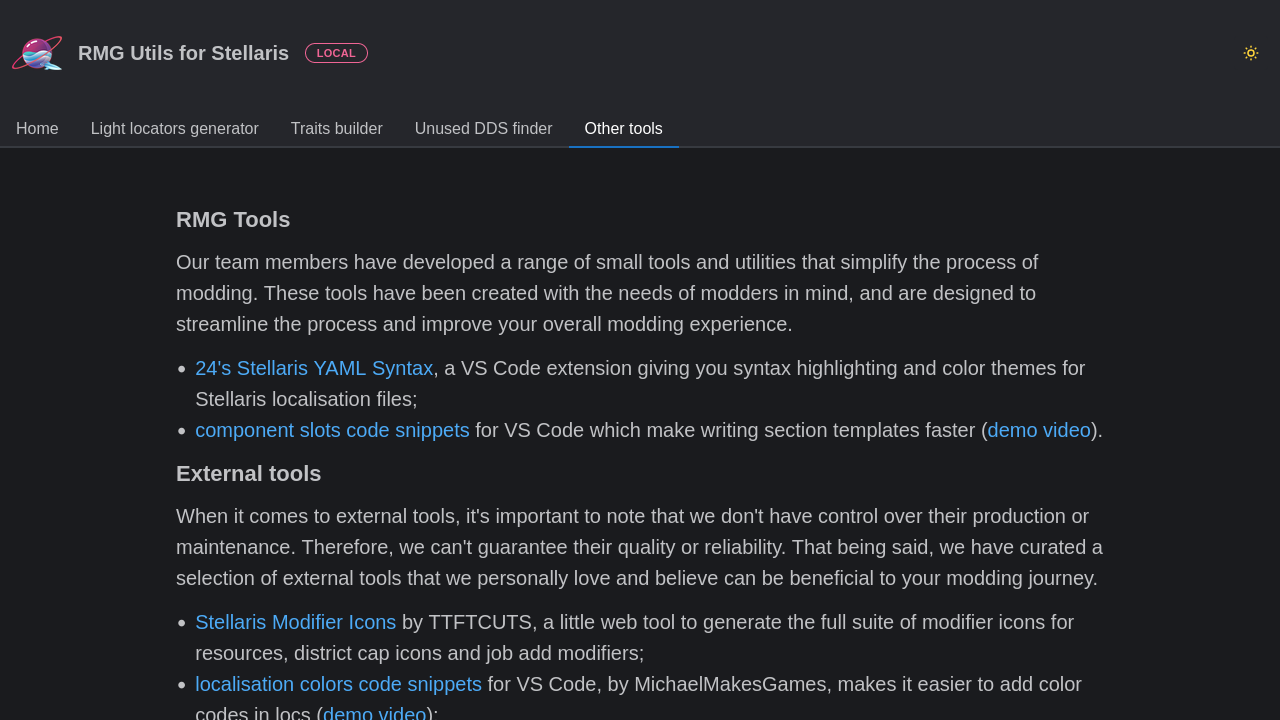 RMG Utils for Stellaris LOCAL
Home Light locators generator Traits builder Unused DDS finder Other tools
RMG Tools
Our team members have developed a range of small tools and utilities that simplify the process of
modding. These tools have been created with the needs of modders in mind, and are designed to
streamline the process and improve your overall modding experience.
• 24's Stellaris YAML Syntax, a VS Code extension giving you syntax highlighting and color themes for
Stellaris localisation files;
• component slots code snippets for VS Code which make writing section templates faster (demo video).
External tools
When it comes to external tools, it's important to note that we don't have control over their production or
maintenance. Therefore, we can't guarantee their quality or reliability. That being said, we have curated a
selection of external tools that we personally love and believe can be beneficial to your modding journey.
• Stellaris Modifier Icons by TTFTCUTS, a little web tool to generate the full suite of modifier icons for
resources, district cap icons and job add modifiers;
• localisation colors code snippets for VS Code, by MichaelMakesGames, makes it easier to add color
codes in locs (demo video);